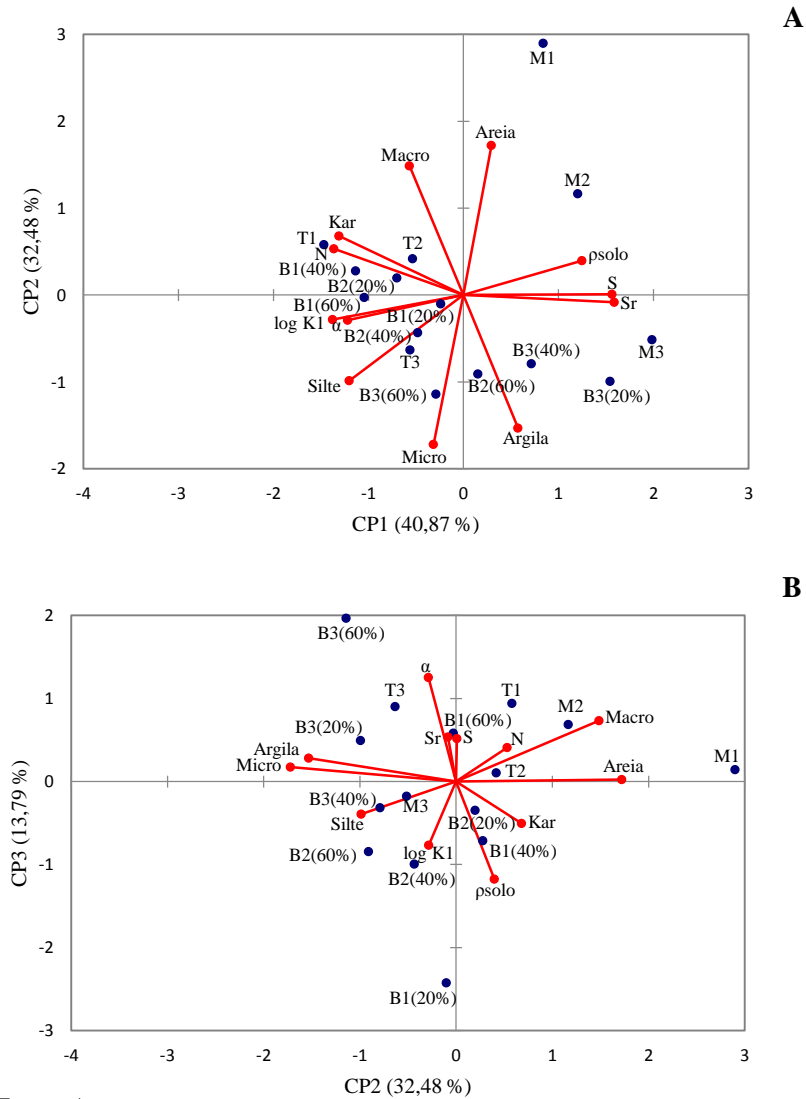 A
3
2
1
0
-1
-2
-4
-3
-2
-1
0
1
2
3
CP2 (32,48 %)
CP1 (40,87 %)
M1
Areia
Macro
M2
Kar
T1
N
T2
ρsolo
B1(40%)
B2(20%)
S
B1(60%)
Sr
log K1
α
B1(20%)
B2(40%)
M3
T3
B3(40%)
Silte
B3(60%)
B2(60%)
B3(20%)
Argila
Micro
B
2
1
0
-1
-2
-3
-4
-3
-2
-1
0
1
2
3
CP3 (13,79 %)
CP2 (32,48 %)
B3(60%)
α
T3
T1
M2
Macro
B3(20%)
B1(60%)
Sr
S
N
Argila
M1
Micro
T2
Areia
B3(40%)
M3
Silte
B2(20%)
Kar
B2(60%)
log K1
B1(40%)
B2(40%)
ρsolo
B1(20%)